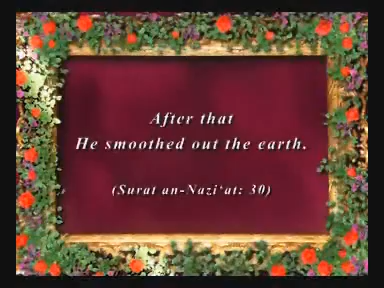 After that
He smoothed out the earth.
(Surat an-Nazi‘at: 30)